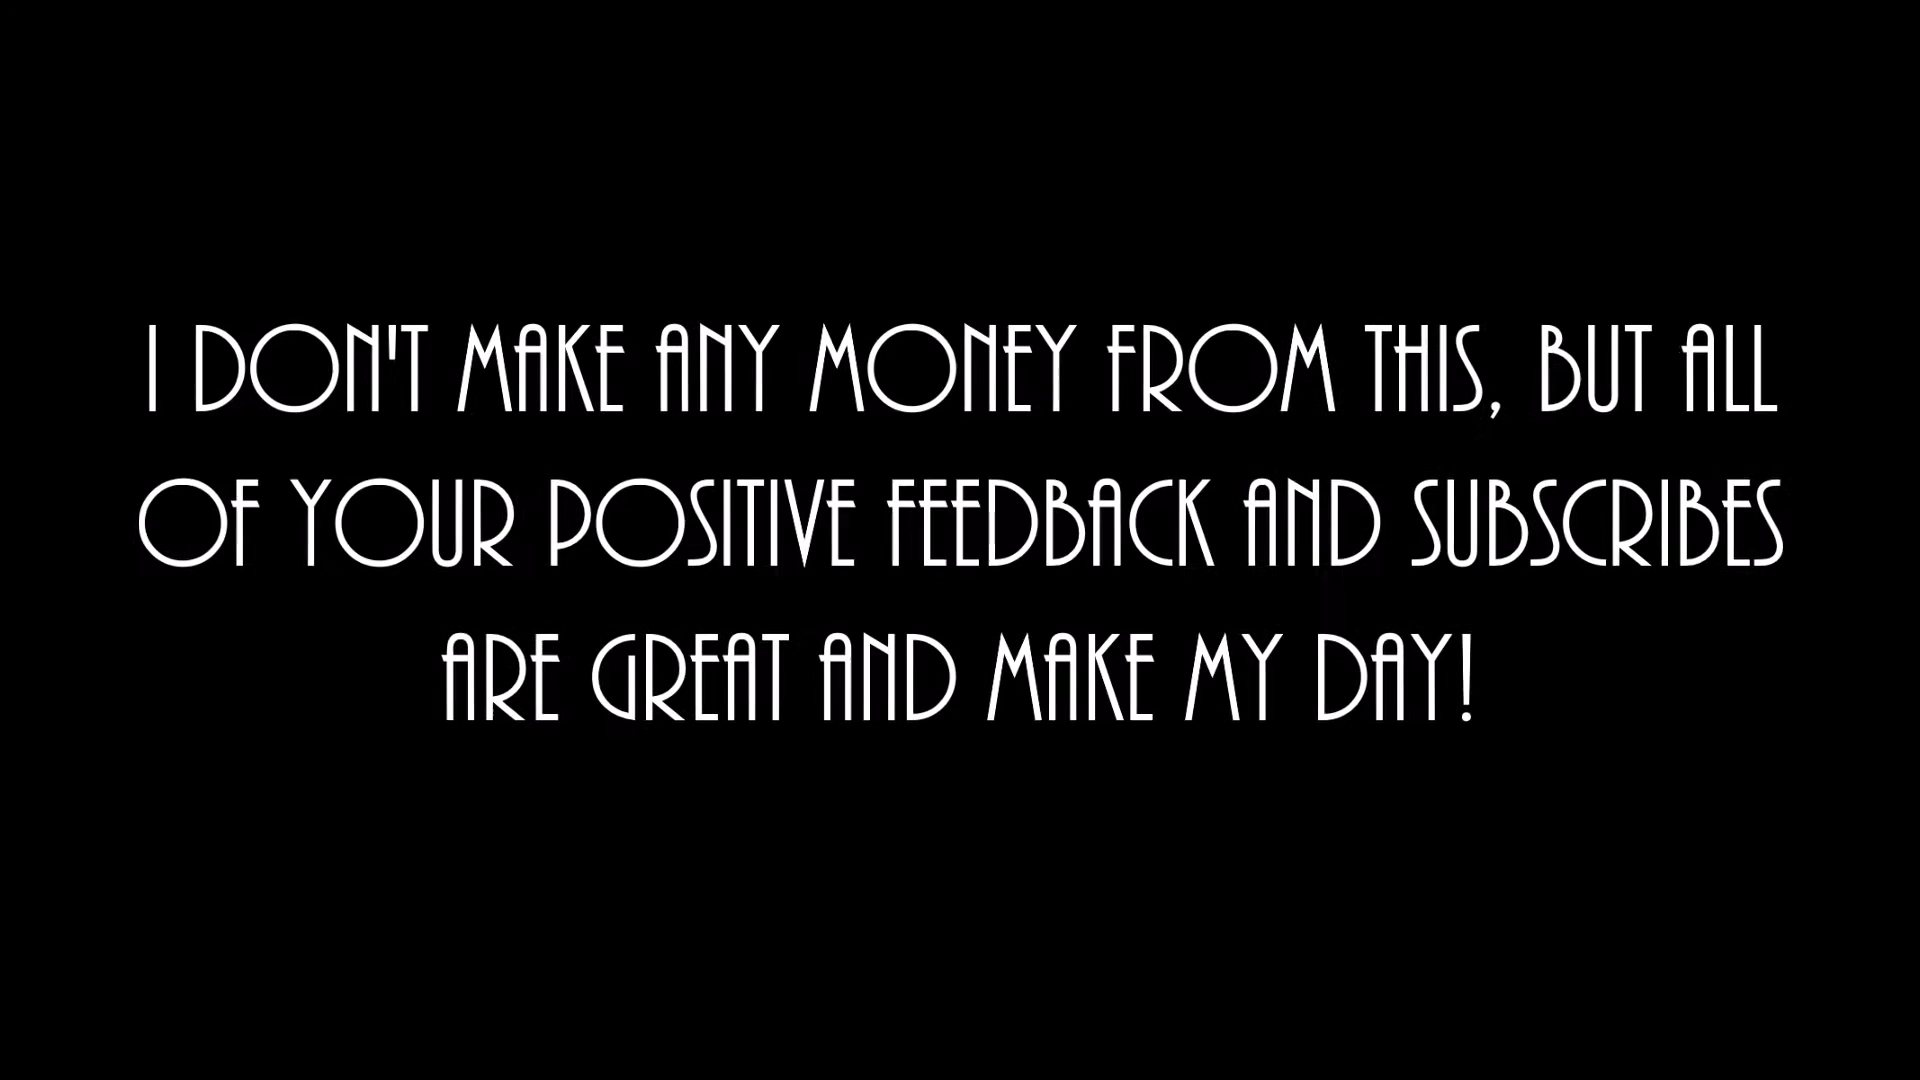 I DON'T MAKE ANY MONEY FROM THIS, BUT ALL
OF YOUR POSITIVE FEEDBACK AND SUBSCRIBES
ARE GREAT AND MAKE MY DAY!